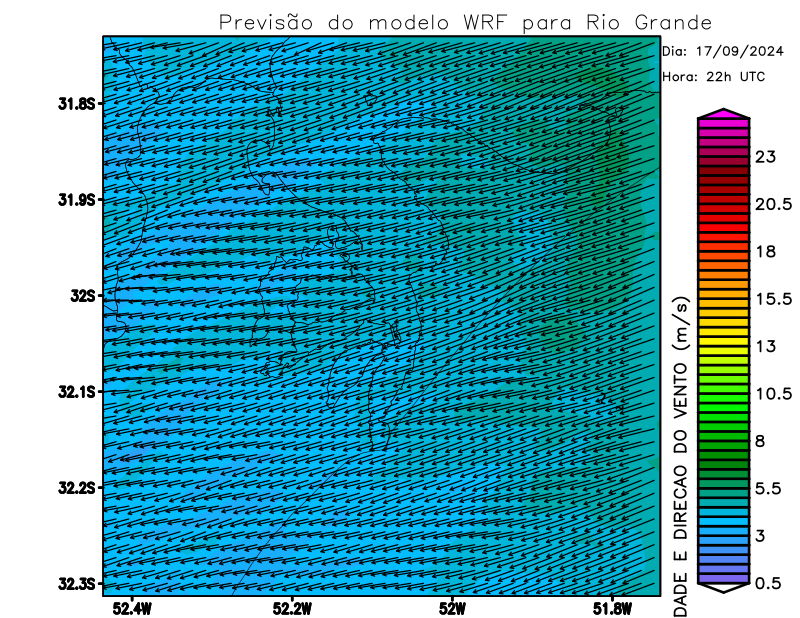 Previsão do modelo WRF para Rio Grande
Dia: 17/09/2024
Hora: 22h UTC
31.8S
31.9S
32S
32.1S
32.2S
32.3S
52.4W
52.2W
52W
51.8W
DADE E DIRECAO DO VENTO (m/s)
23
20.5
18
15.5
13
10.5
8
5.5
3
0.5